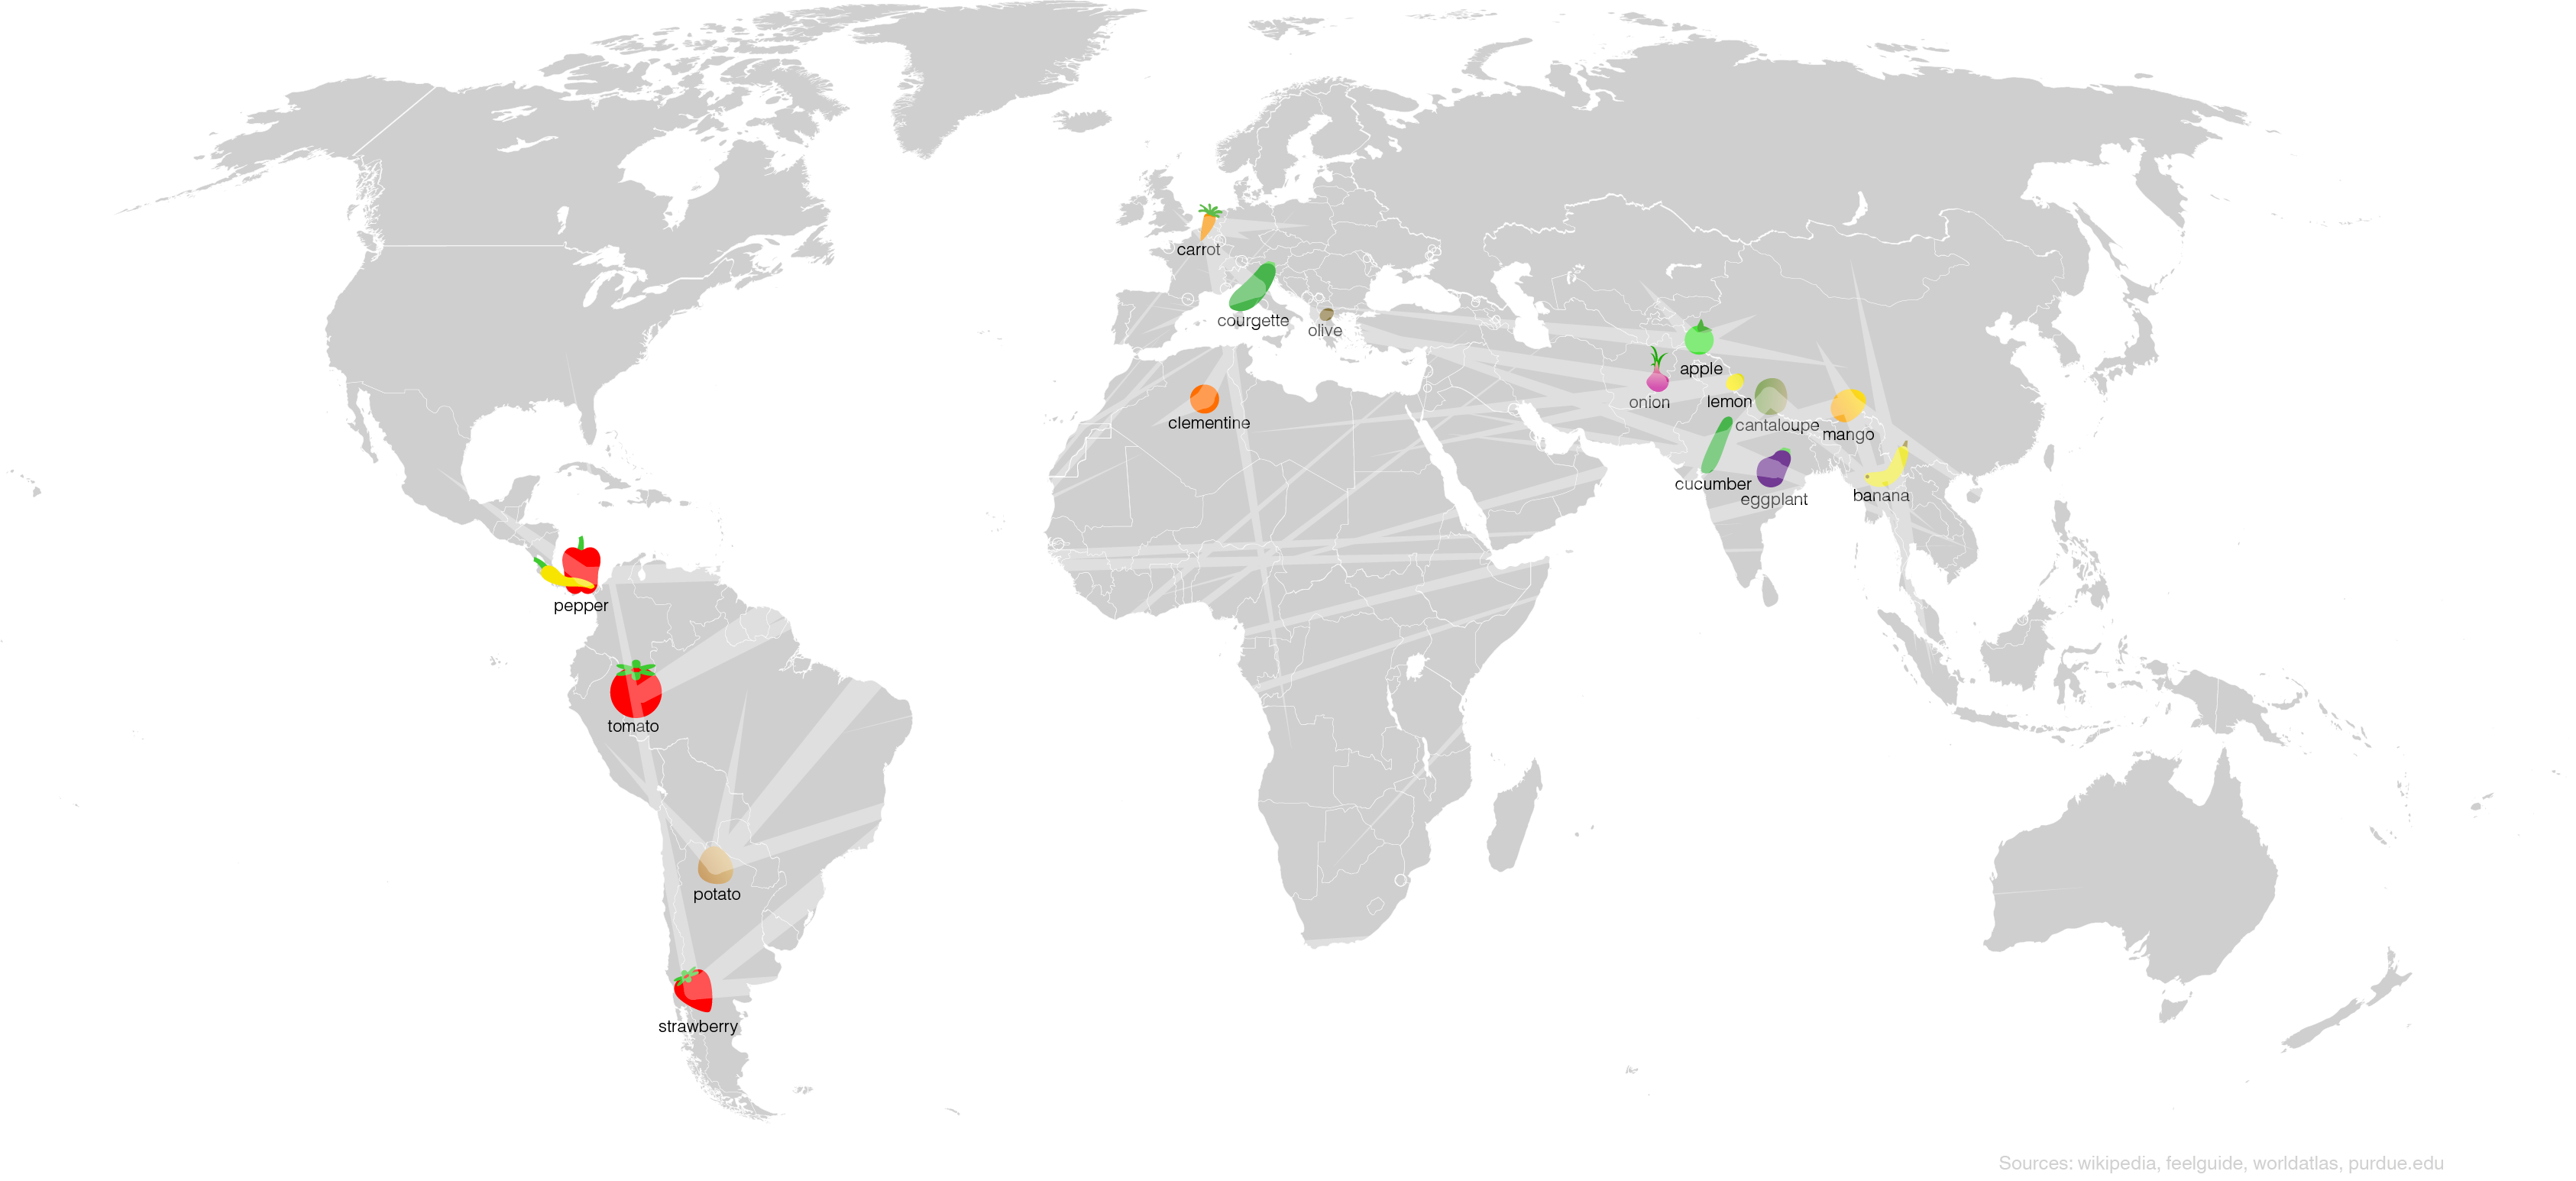 carrot
courgette
olive
apple
onion
lemon
clementine
cantaloupe
mango
cucumber
eggplant
banana
pepper
tomato
potato
strawberry
Sources: wikipedia, feelguide, worldatlas, purdue.edu